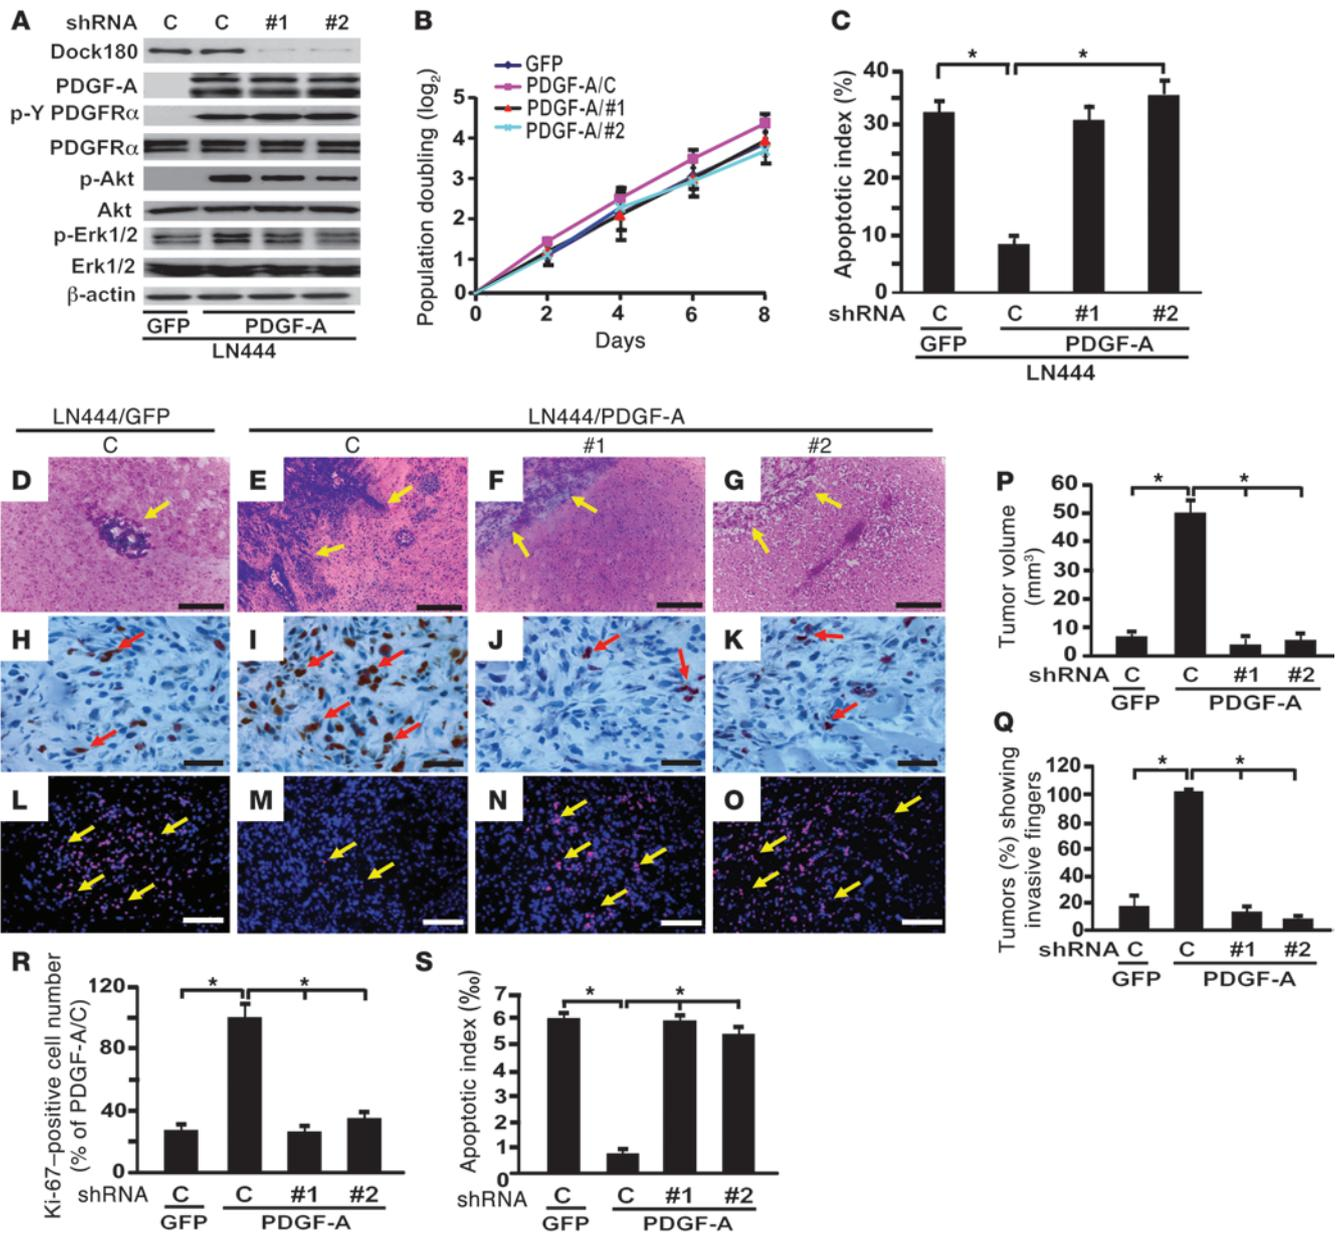 A
shRNA C C #1 #2
Dock180
PDGF-A
p-Y PDGFRα
PDGFRα
p-Akt
Akt
p-Erk1/2
Erk1/2
β-actin
GFP PDGF-A
LN444
B
Population doubling (log2)
GFP
PDGF-A/C
PDGF-A/#1
PDGF-A/#2
5
4
3
2
1
0
0 2 4 6 8
Days
C
Apoptotic index (%)
* *
40
30
20
10
0
shRNA C C #1 #2
GFP PDGF-A
LN444
LN444/GFP LN444/PDGF-A
C C #1 #2
D E F G
H I J K
L M N O
P
Tumor volume
(mm3)
* *
60
50
40
30
20
10
0
shRNA C C #1 #2
GFP PDGF-A
Q
Tumors (%) showing
invasive fingers
* *
120
100
80
60
40
20
0
shRNA C C #1 #2
GFP PDGF-A
R
Ki-67–positive cell number
(% of PDGF-A/C)
* *
120
80
40
0
shRNA C C #1 #2
GFP PDGF-A
S
Apoptotic index (‰)
* *
7
6
5
4
3
2
1
0
shRNA C C #1 #2
GFP PDGF-A